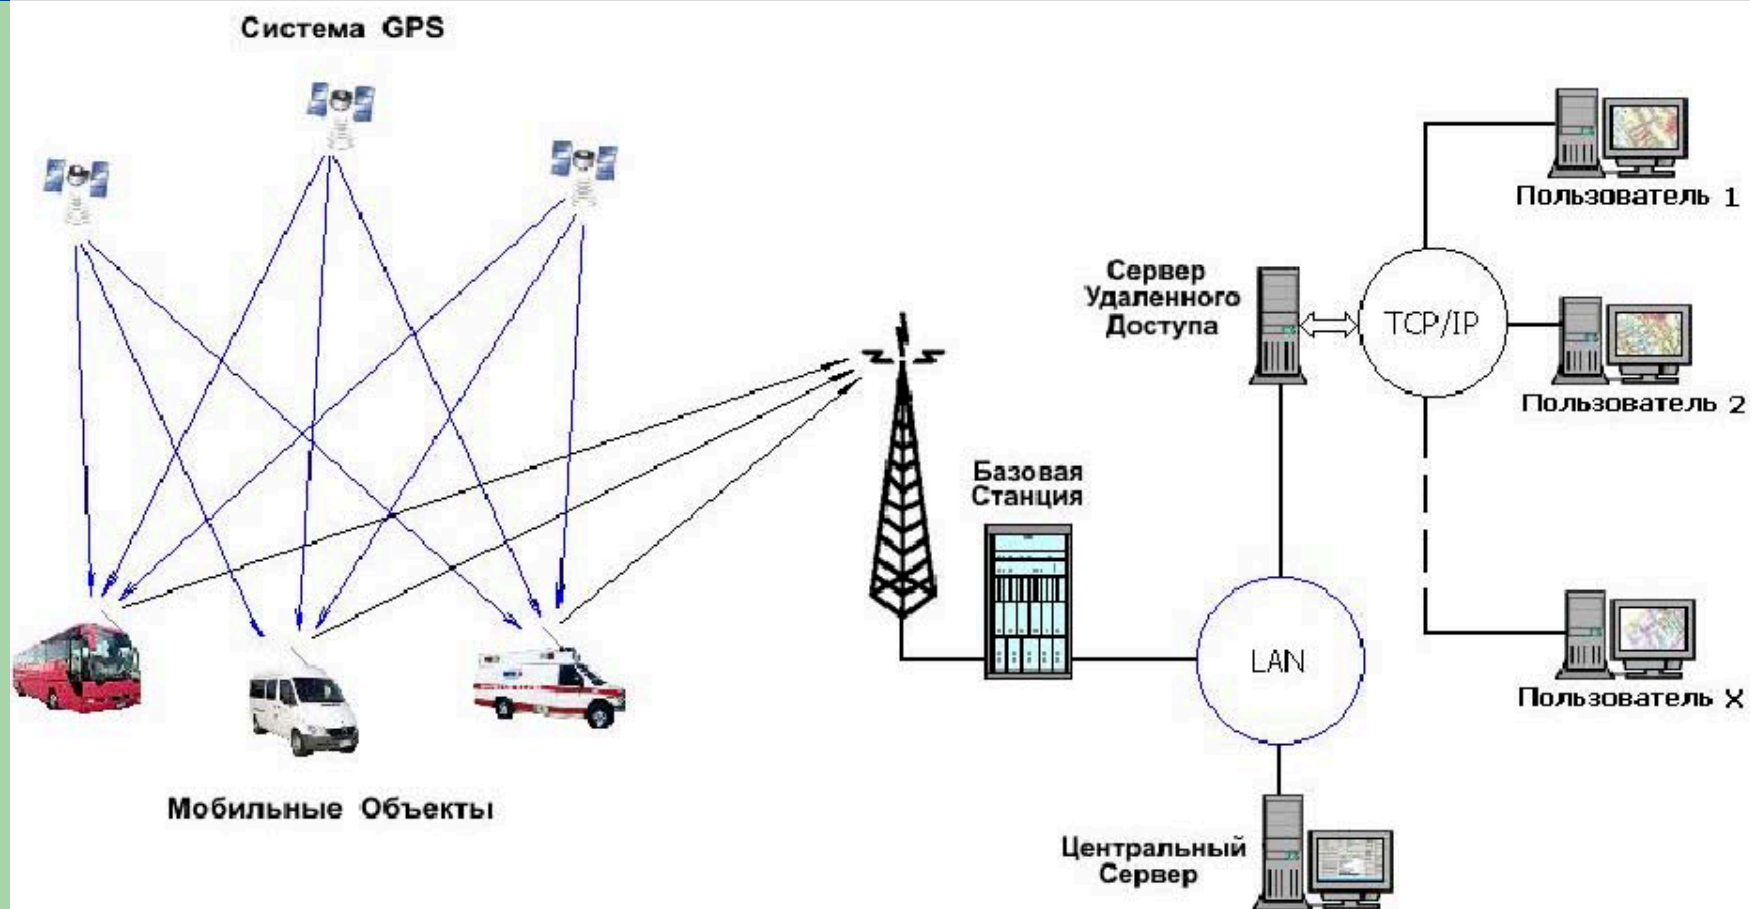 Система GPS
Пользователь 1
Сервер
Удаленного
Доступа
TCP/IP
Пользователь 2
Базовая
Станция
LAN
Пользователь X
Мобильные Объекты
Центральный
Сервер